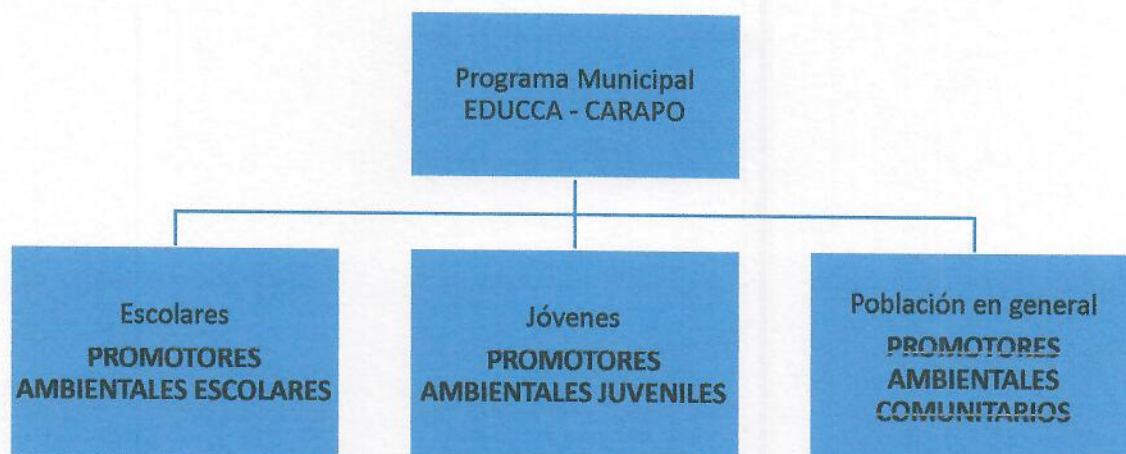 Programa Municipal
EDUCCA - CARAPO
Escolares
PROMOTORES
AMBIENTALES ESCOLARES
Jóvenes
PROMOTORES
AMBIENTALES JUVENILES
Población en general
PROMOTORES
AMBIENTALES
COMUNITARIOS